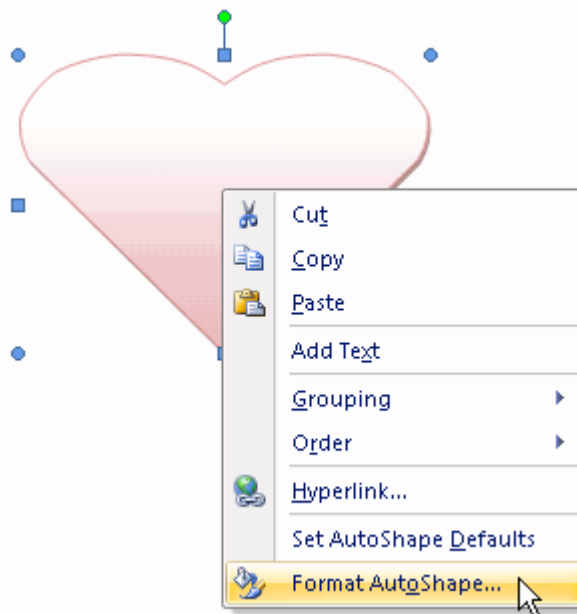 Cut
Copy
Paste
Add Text
Grouping
Order
Hyperlink...
Set AutoShape Defaults
Format AutoShape...